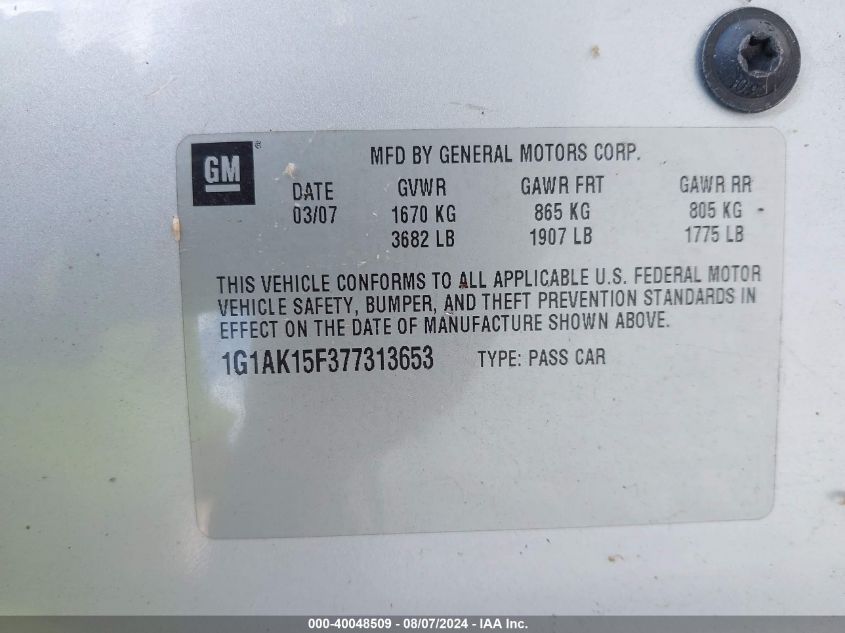 GM ®
MFD BY GENERAL MOTORS CORP.
DATE GVWR GAWR FRT GAWR RR
03/07 1670 KG 865 KG 805 KG
3682 LB 1907 LB 1775 LB
THIS VEHICLE CONFORMS TO ALL APPLICABLE U.S. FEDERAL MOTOR
VEHICLE SAFETY, BUMPER, AND THEFT PREVENTION STANDARDS IN
EFFECT ON THE DATE OF MANUFACTURE SHOWN ABOVE.
1G1AK15F377313653 TYPE: PASS CAR
000-40048509 - 08/07/2024 - IAA Inc.